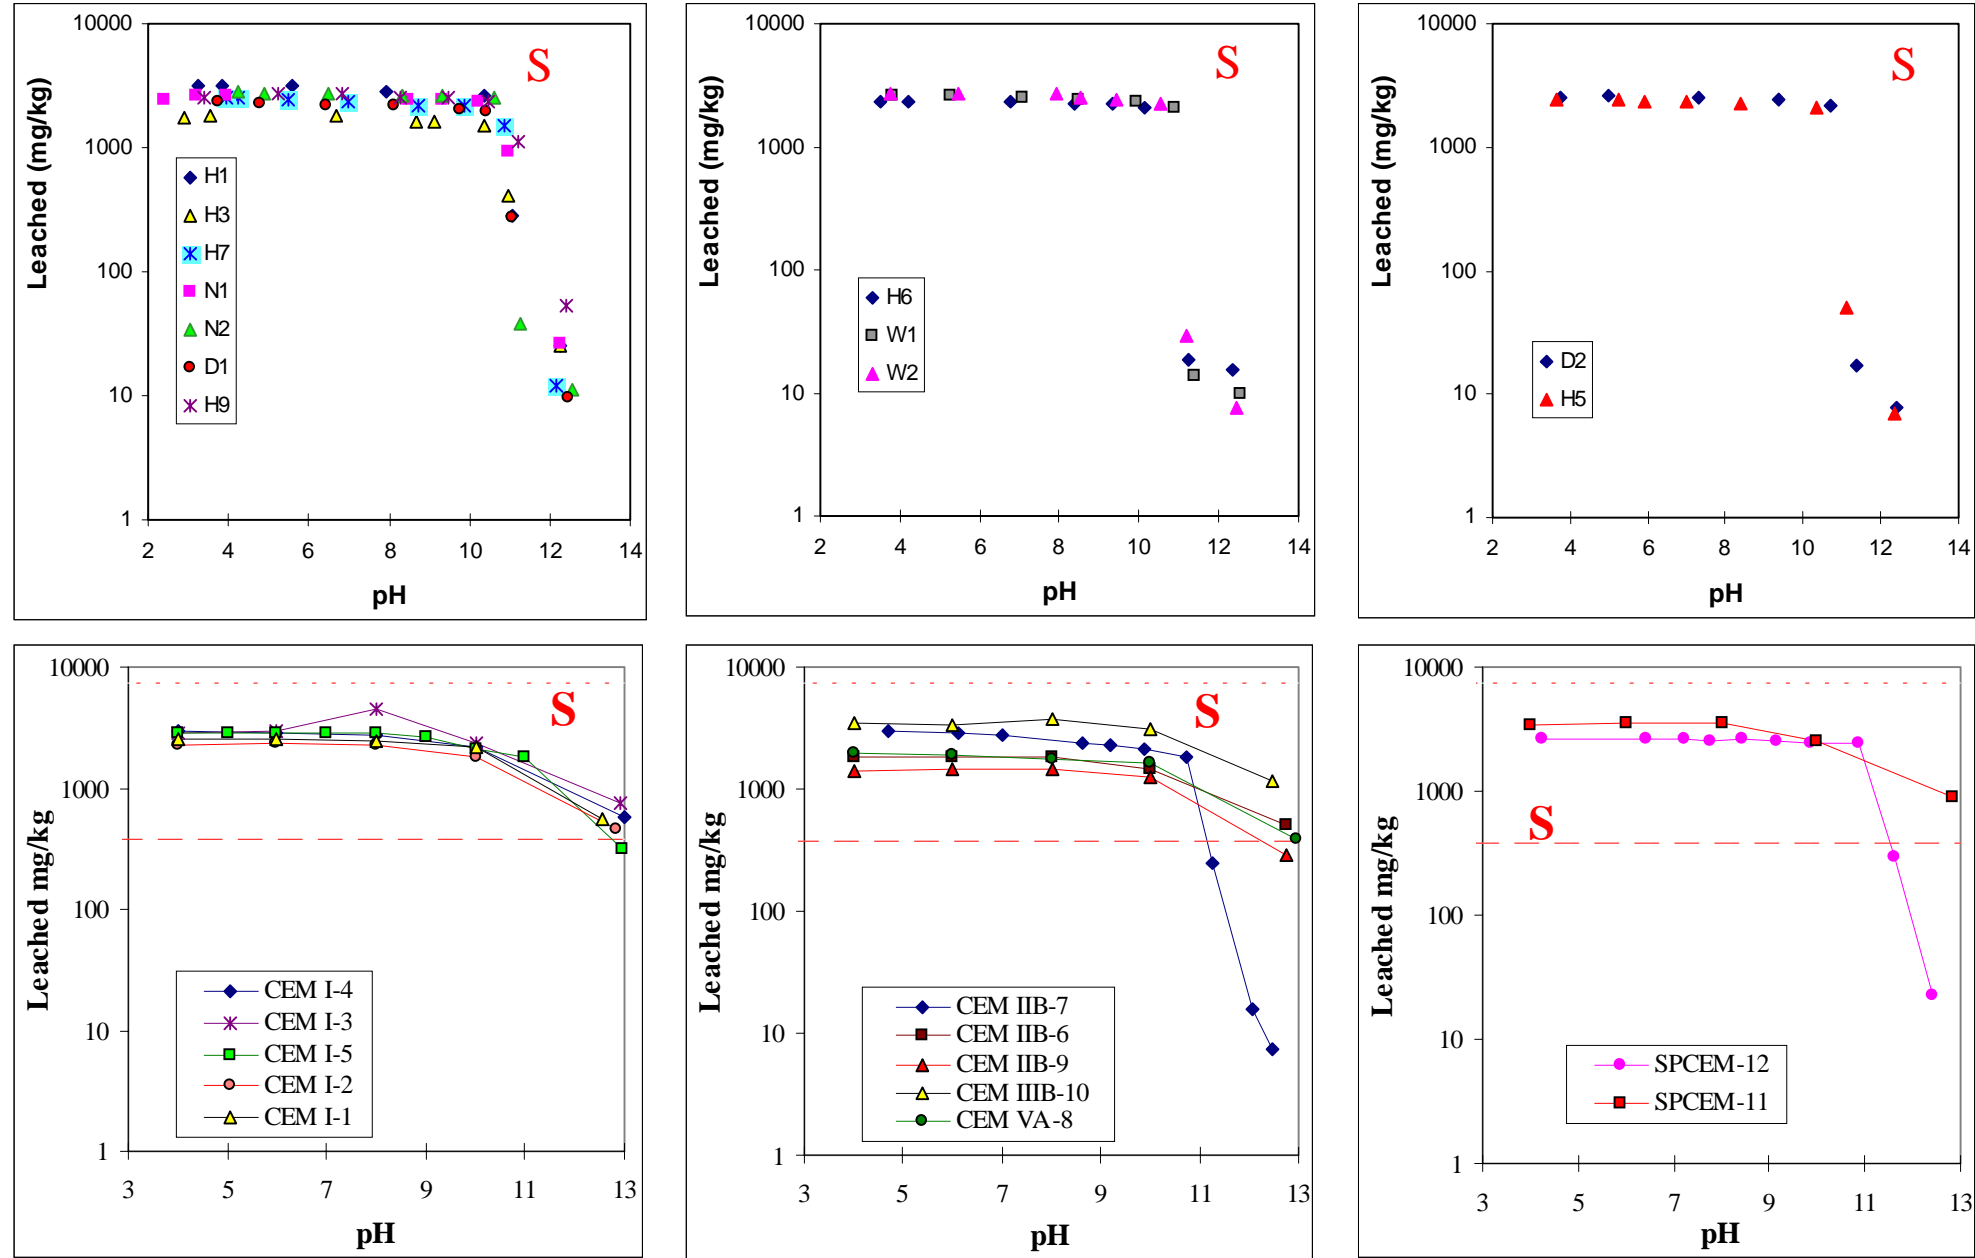 10000
1000
100
10
1
Leached (mg/kg)
S
H1
H3
H7
N1
N2
D1
H9
2 4 6 8 10 12 14
pH
10000
1000
100
10
1
Leached (mg/kg)
S
H6
W1
W2
2 4 6 8 10 12 14
pH
10000
1000
100
10
1
Leached (mg/kg)
S
D2
H5
2 4 6 8 10 12 14
pH
10000
1000
100
10
1
Leached mg/kg
S
CEM I-4
CEM I-3
CEM I-5
CEM I-2
CEM I-1
3 5 7 9 11 13
pH
10000
1000
100
10
1
Leached mg/kg
S
CEM IIB-7
CEM IIB-6
CEM IIB-9
CEM IIIB-10
CEM VA-8
3 5 7 9 11 13
pH
10000
1000
100
10
1
Leached mg/kg
S
SPCEM-12
SPCEM-11
3 5 7 9 11 13
pH